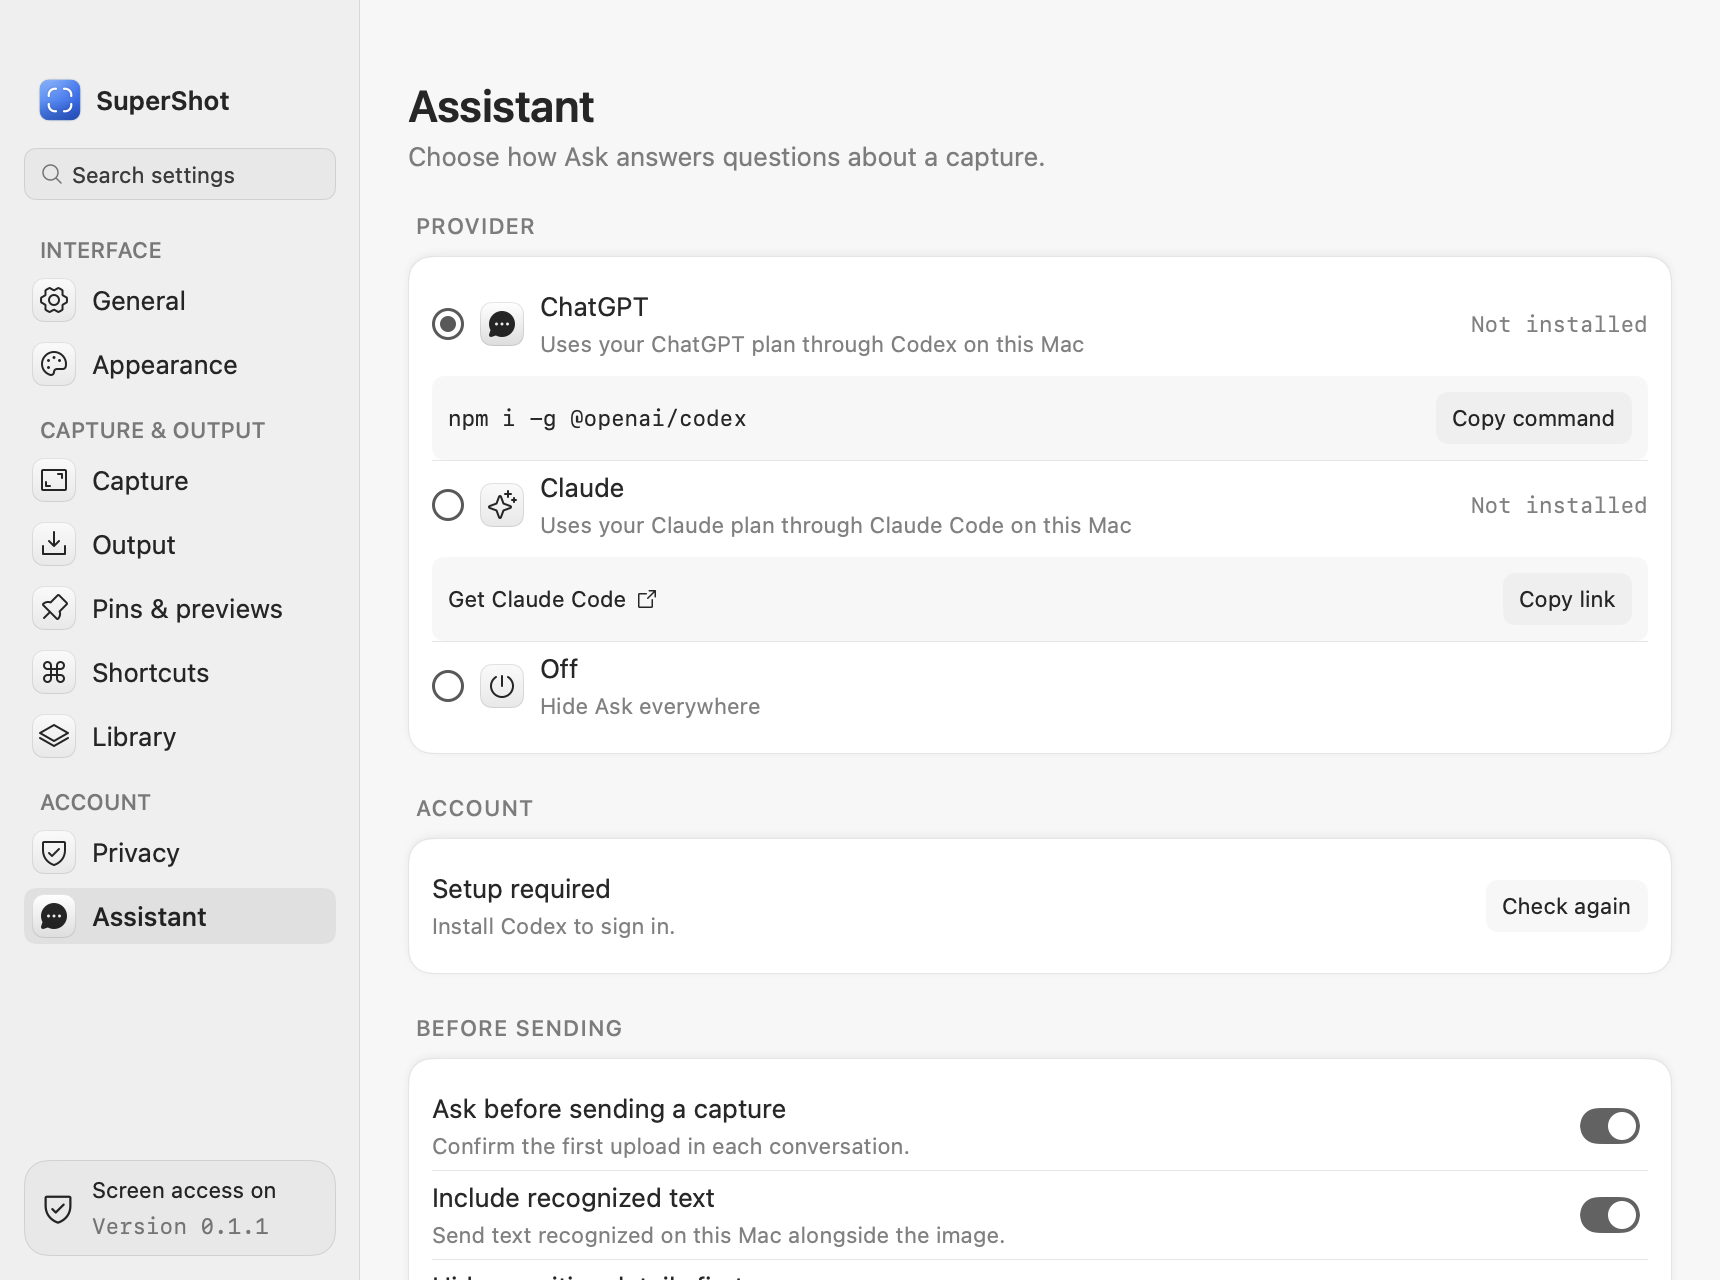 SuperShot
Search settings
INTERFACE
General
Appearance
CAPTURE & OUTPUT
Capture
Output
Pins & previews
Shortcuts
Library
ACCOUNT
Privacy
Assistant
Screen access on
Version 0.1.1
Assistant
Choose how Ask answers questions about a capture.
PROVIDER
ChatGPT
Uses your ChatGPT plan through Codex on this Mac
Not installed
npm i -g @openai/codex
Copy command
Claude
Uses your Claude plan through Claude Code on this Mac
Not installed
Get Claude Code
Copy link
Off
Hide Ask everywhere
ACCOUNT
Setup required
Install Codex to sign in.
Check again
BEFORE SENDING
Ask before sending a capture
Confirm the first upload in each conversation.
Include recognized text
Send text recognized on this Mac alongside the image.